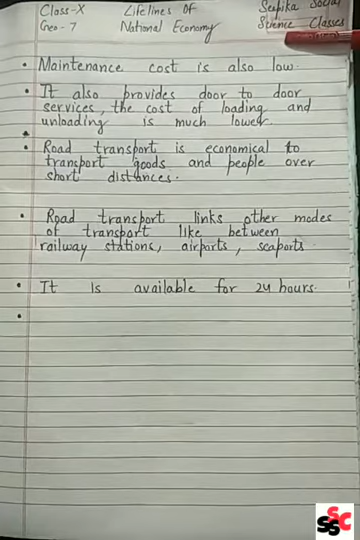 Class-X Lifelines Of Deepika Social
Geo-7 National Economy Science Classes
• Maintenance cost is also low.
• It also provides door to door
services, the cost of loading and
unloading is much lower.
• Road transport is economical to
transport goods and people over
short distances.
• Road transport links other modes
of transport like between
railway stations, airports, seaports.
• It is available for 24 hours.
•
SSC